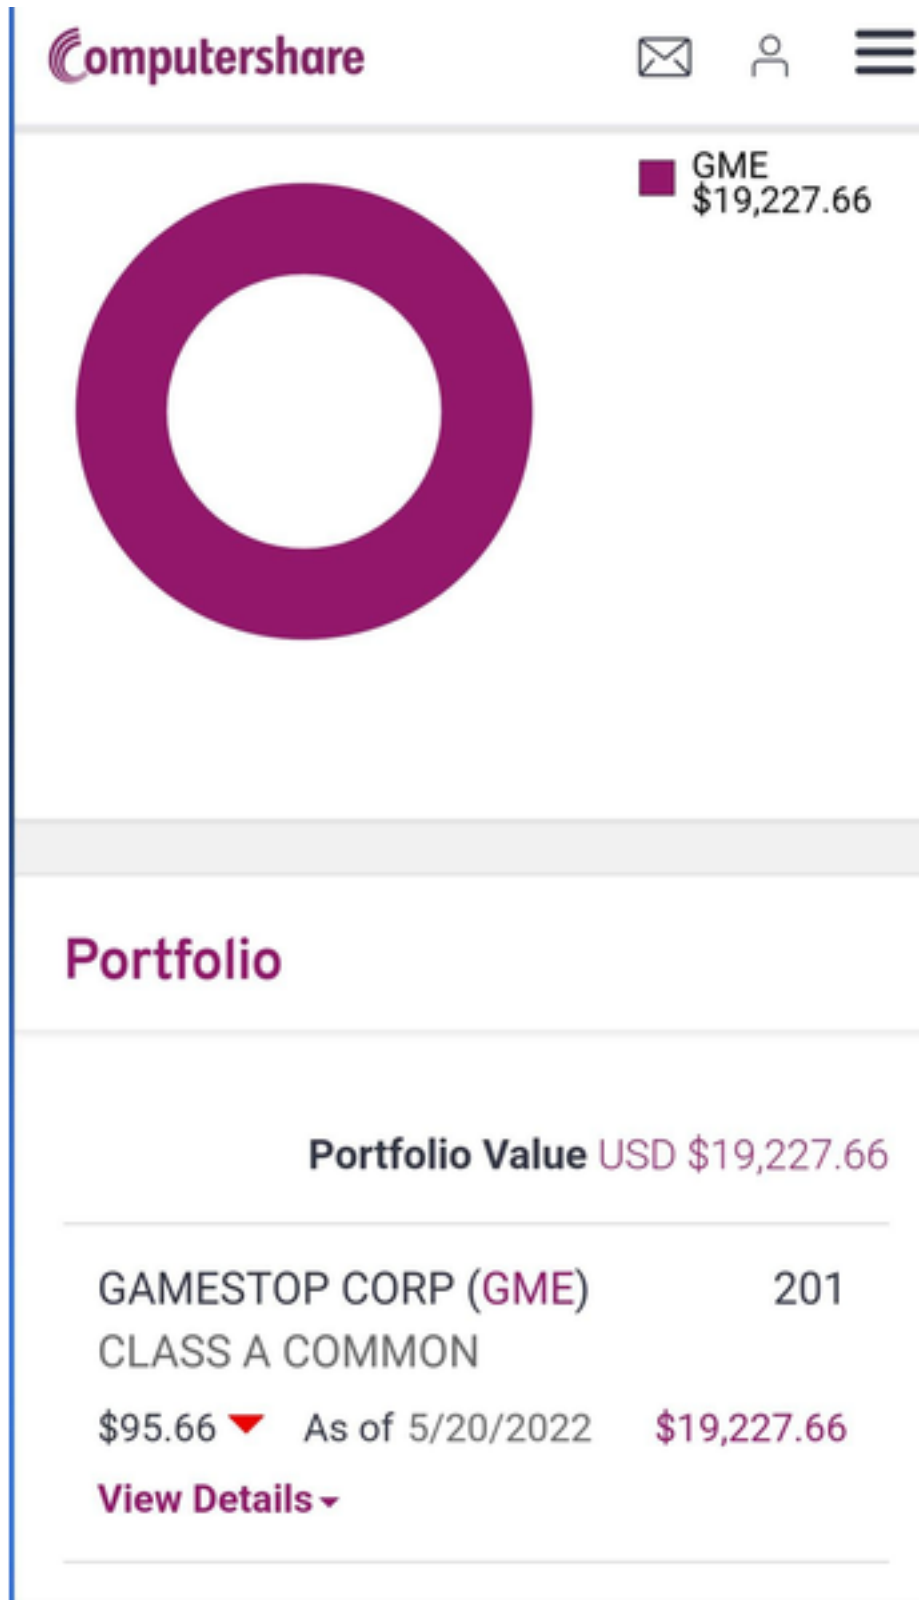 Computershare
GME
$19,227.66
Portfolio
Portfolio Value USD $19,227.66
GAMESTOP CORP (GME) 201
CLASS A COMMON
$95.66 As of 5/20/2022 $19,227.66
View Details